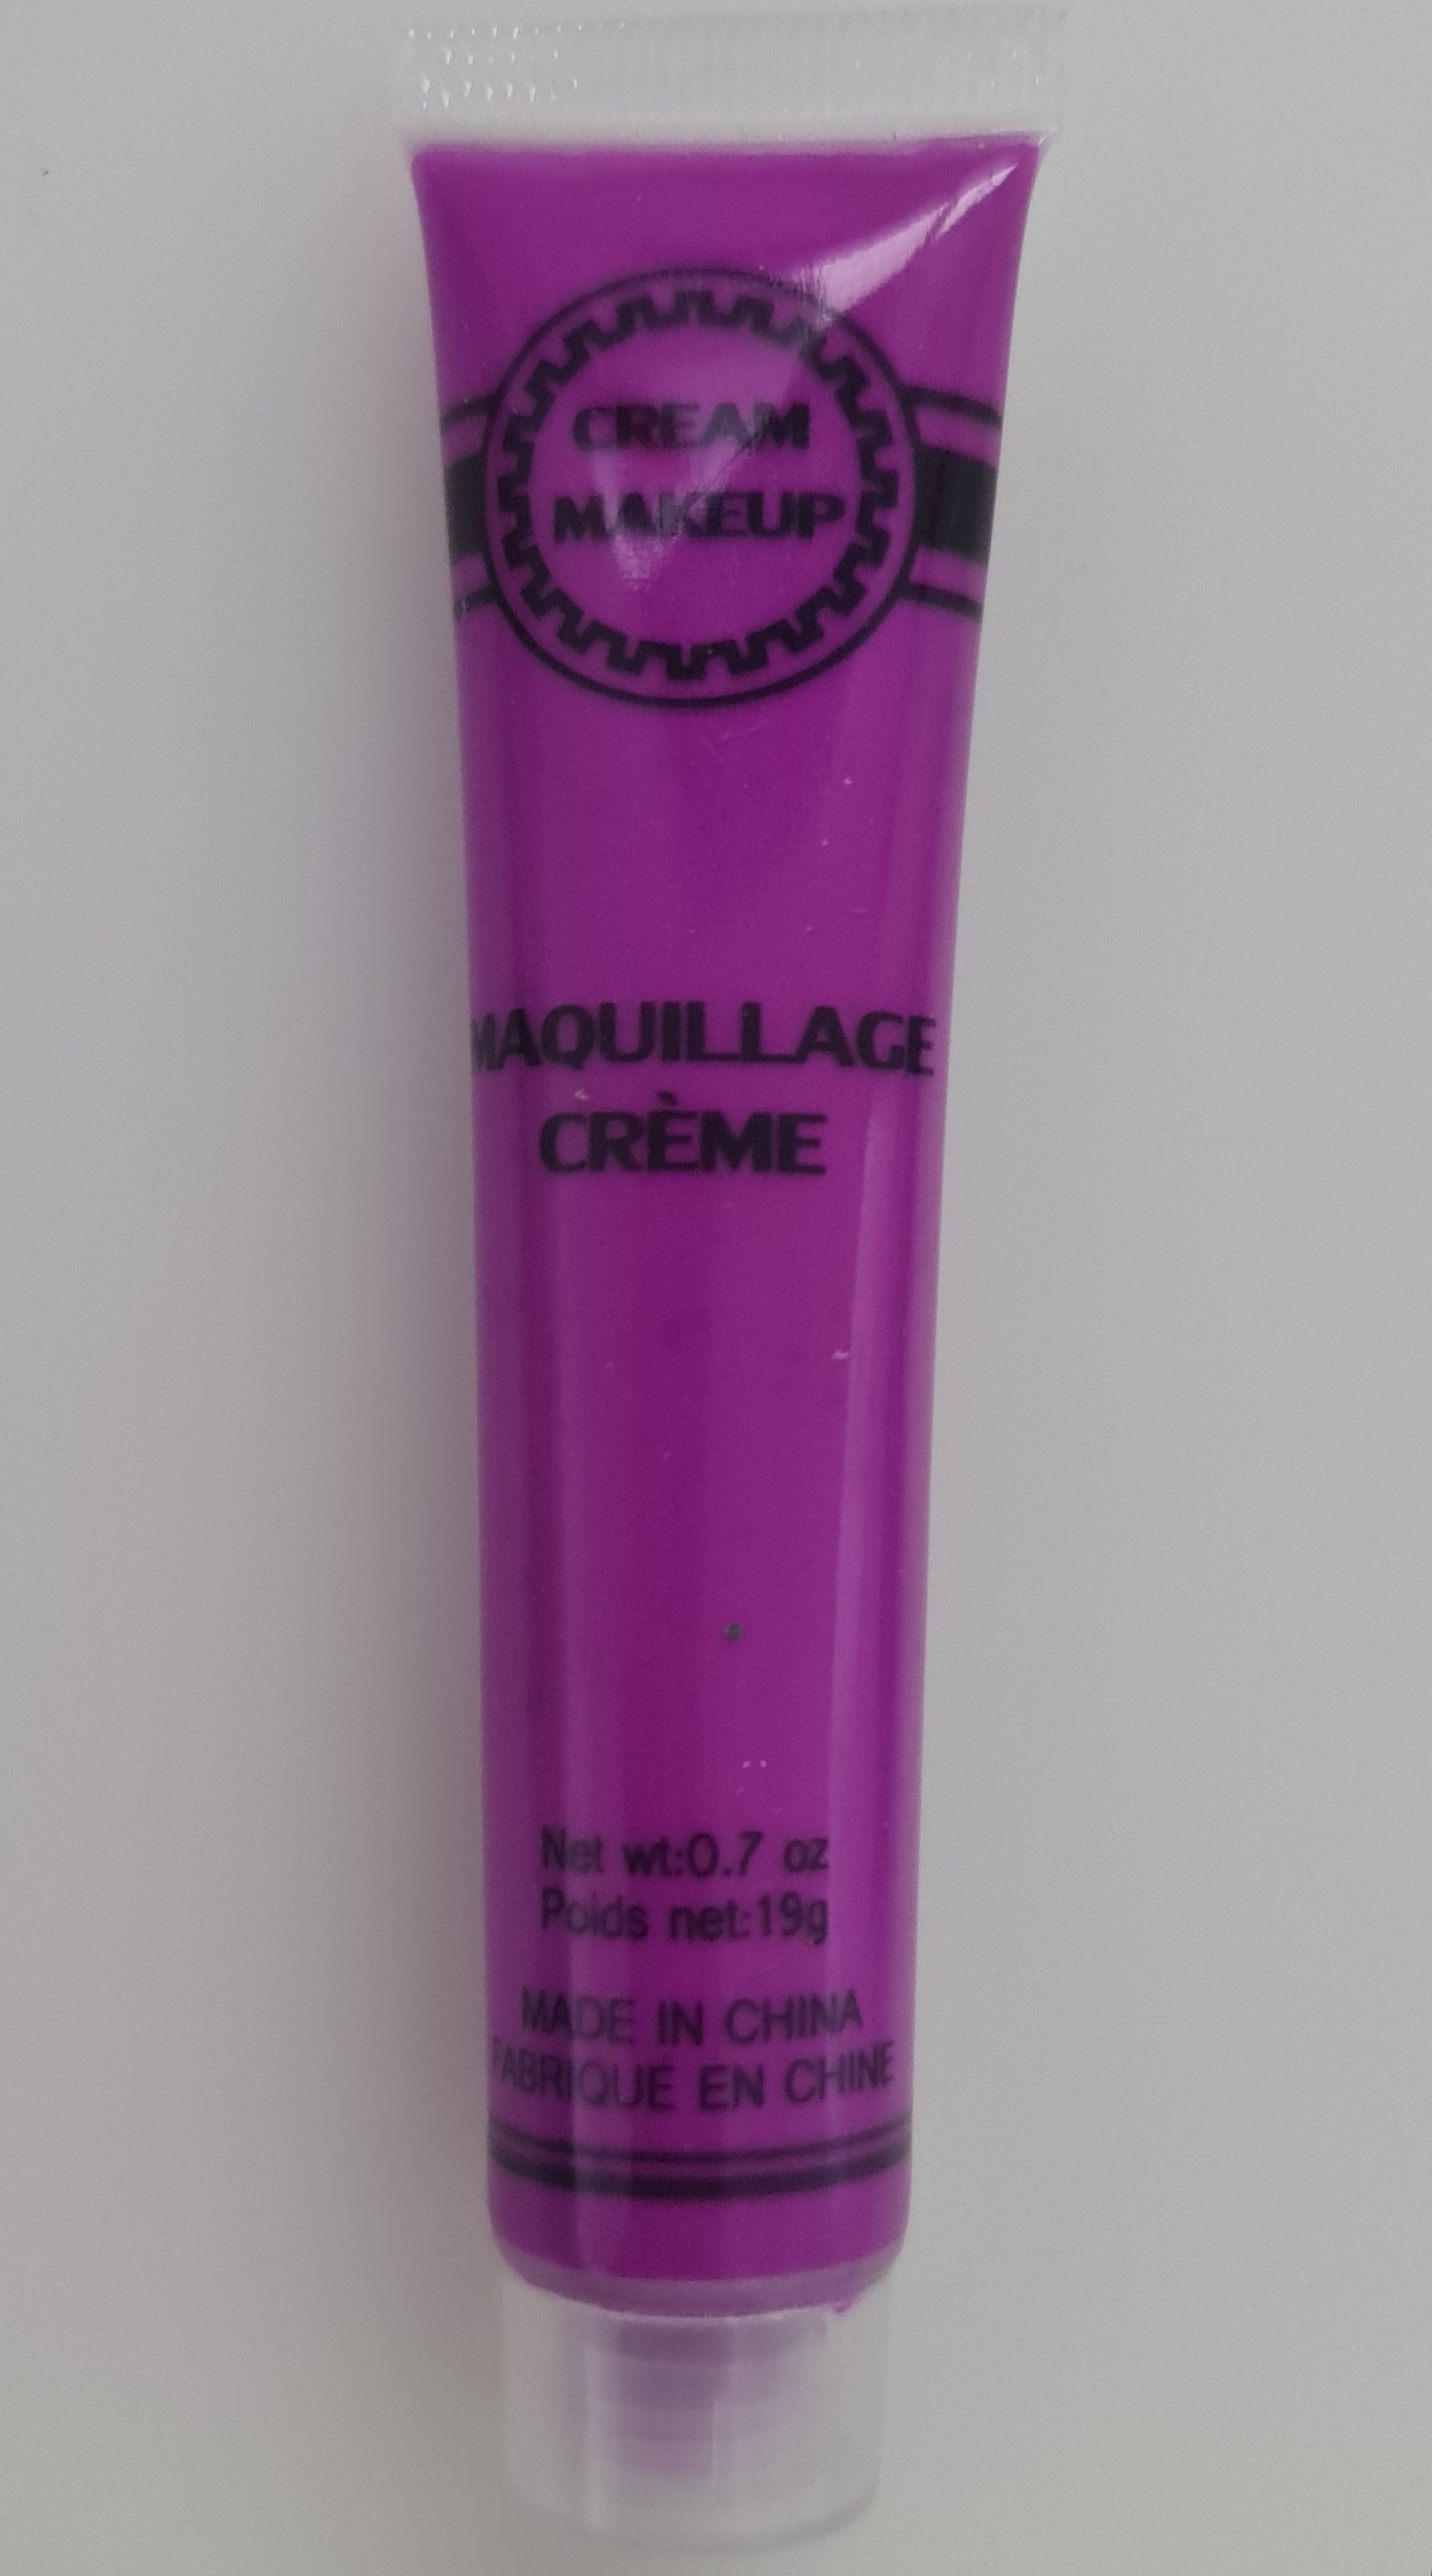 CREAM
MAKEUP
MAQUILLAGE
CRÈME
Net wt:0.7 oz
Poids net:19g
MADE IN CHINA
FABRIQUE EN CHINE